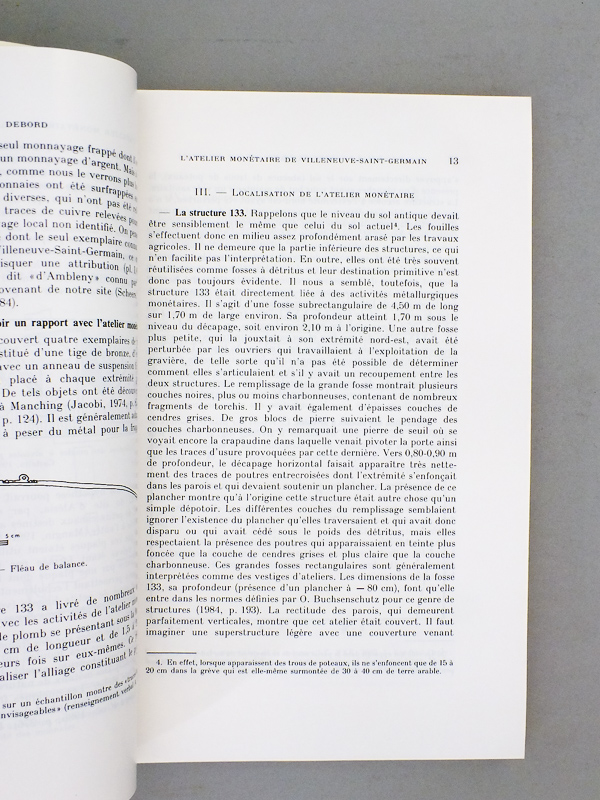 DEBORD
seul monnayage frappé dont
un monnayage d'argent. Mais
, comme nous le verrons plus
onnaies ont été surfrappées
diverses, qui n'ont pas été
traces de cuivre relevées
age local non identifié. On
dont le seul exemplaire
illeneuve-Saint-Germain,
isquer une attribution (pl.
dit «d'Ambleny» connu
ovenant de notre site
84).
oir un rapport avec l'atelier
couvert quatre exemplaires
stitué d'une tige de bronze,
avec un anneau de suspension
placé à chaque extrémité
De tels objets ont été
à Manching (Jacobi, 1974, p.
p. 124). Il est généralement
à peser du métal pour la
5 cm
— Fléau de balance.
re 133 a livré de nombreux
vec les activités de l'atelier
le plomb se présentant sous la
cm de longueur et de 1,5
eurs fois sur eux-mêmes.
aliser l'alliage constituant le
sur un échantillon montre des
nvisageables» (renseignement verbal
L'ATELIER MONÉTAIRE DE VILLENEUVE-SAINT-GERMAIN 13
III. — Localisation de l'atelier monétaire
— La structure 133. Rappelons que le niveau du sol antique devait
être sensiblement le même que celui du sol actuel4. Les fouilles
s'effectuent donc en milieu assez profondément arasé par les travaux
agricoles. Il ne demeure que la partie inférieure des structures, ce qui
n'en facilite pas l'interprétation. En outre, elles ont été très souvent
réutilisées comme fosses à détritus et leur destination primitive n'est
donc pas toujours évidente. Il nous a semblé, toutefois, que la
structure 133 était directement liée à des activités métallurgiques
monétaires. Il s'agit d'une fosse subrectangulaire de 4,50 m de long
sur 1,70 m de large environ. Sa profondeur atteint 1,70 m sous le
niveau du décapage, soit environ 2,10 m à l'origine. Une autre fosse
plus petite, qui la jouxtait à son extrémité nord-est, avait été
perturbée par les ouvriers qui travaillaient à l'exploitation de la
gravière, de telle sorte qu'il n'a pas été possible de déterminer
comment elles s'articulaient et s'il y avait un recoupement entre les
deux structures. Le remplissage de la grande fosse montrait plusieurs
couches noires, plus ou moins charbonneuses, contenant de nombreux
fragments de torchis. Il y avait également d'épaisses couches de
cendres grises. De gros blocs de pierre suivaient le pendage des
couches charbonneuses. On y remarquait une pierre de seuil où se
voyait encore la crapaudine dans laquelle venait pivoter la porte ainsi
que les traces d'usure provoquées par cette dernière. Vers 0,80-0,90 m
de profondeur, le décapage horizontal faisait apparaître très nette-
ment des traces de poutres entrecroisées dont l'extrémité s'enfonçait
dans les parois et qui devaient soutenir un plancher. La présence de ce
plancher montre qu'à l'origine cette structure était autre chose qu'un
simple dépotoir. Les différentes couches du remplissage semblaient
ignorer l'existence du plancher qu'elles traversaient et qui avait donc
disparu ou qui avait cédé sous le poids des détritus, mais elles
respectaient la présence des poutres qui apparaissaient en teinte plus
foncée que la couche de cendres grises et plus claire que la couche
charbonneuse. Ces grandes fosses rectangulaires sont généralement
interprétées comme des vestiges d'ateliers. Les dimensions de la fosse
133, sa profondeur (présence d'un plancher à — 80 cm), font qu'elle
entre dans les normes définies par O. Buchsenschutz pour ce genre de
structures (1984, p. 193). La rectitude des parois, qui demeurent
parfaitement verticales, montre que cet atelier était couvert. Il faut
imaginer une superstructure légère avec une couverture venant
4. En effet, lorsque apparaissent des trous de poteaux, ils ne s'enfoncent que de 15 à
20 cm dans la grève qui est elle-même surmontée de 30 à 40 cm de terre arable.